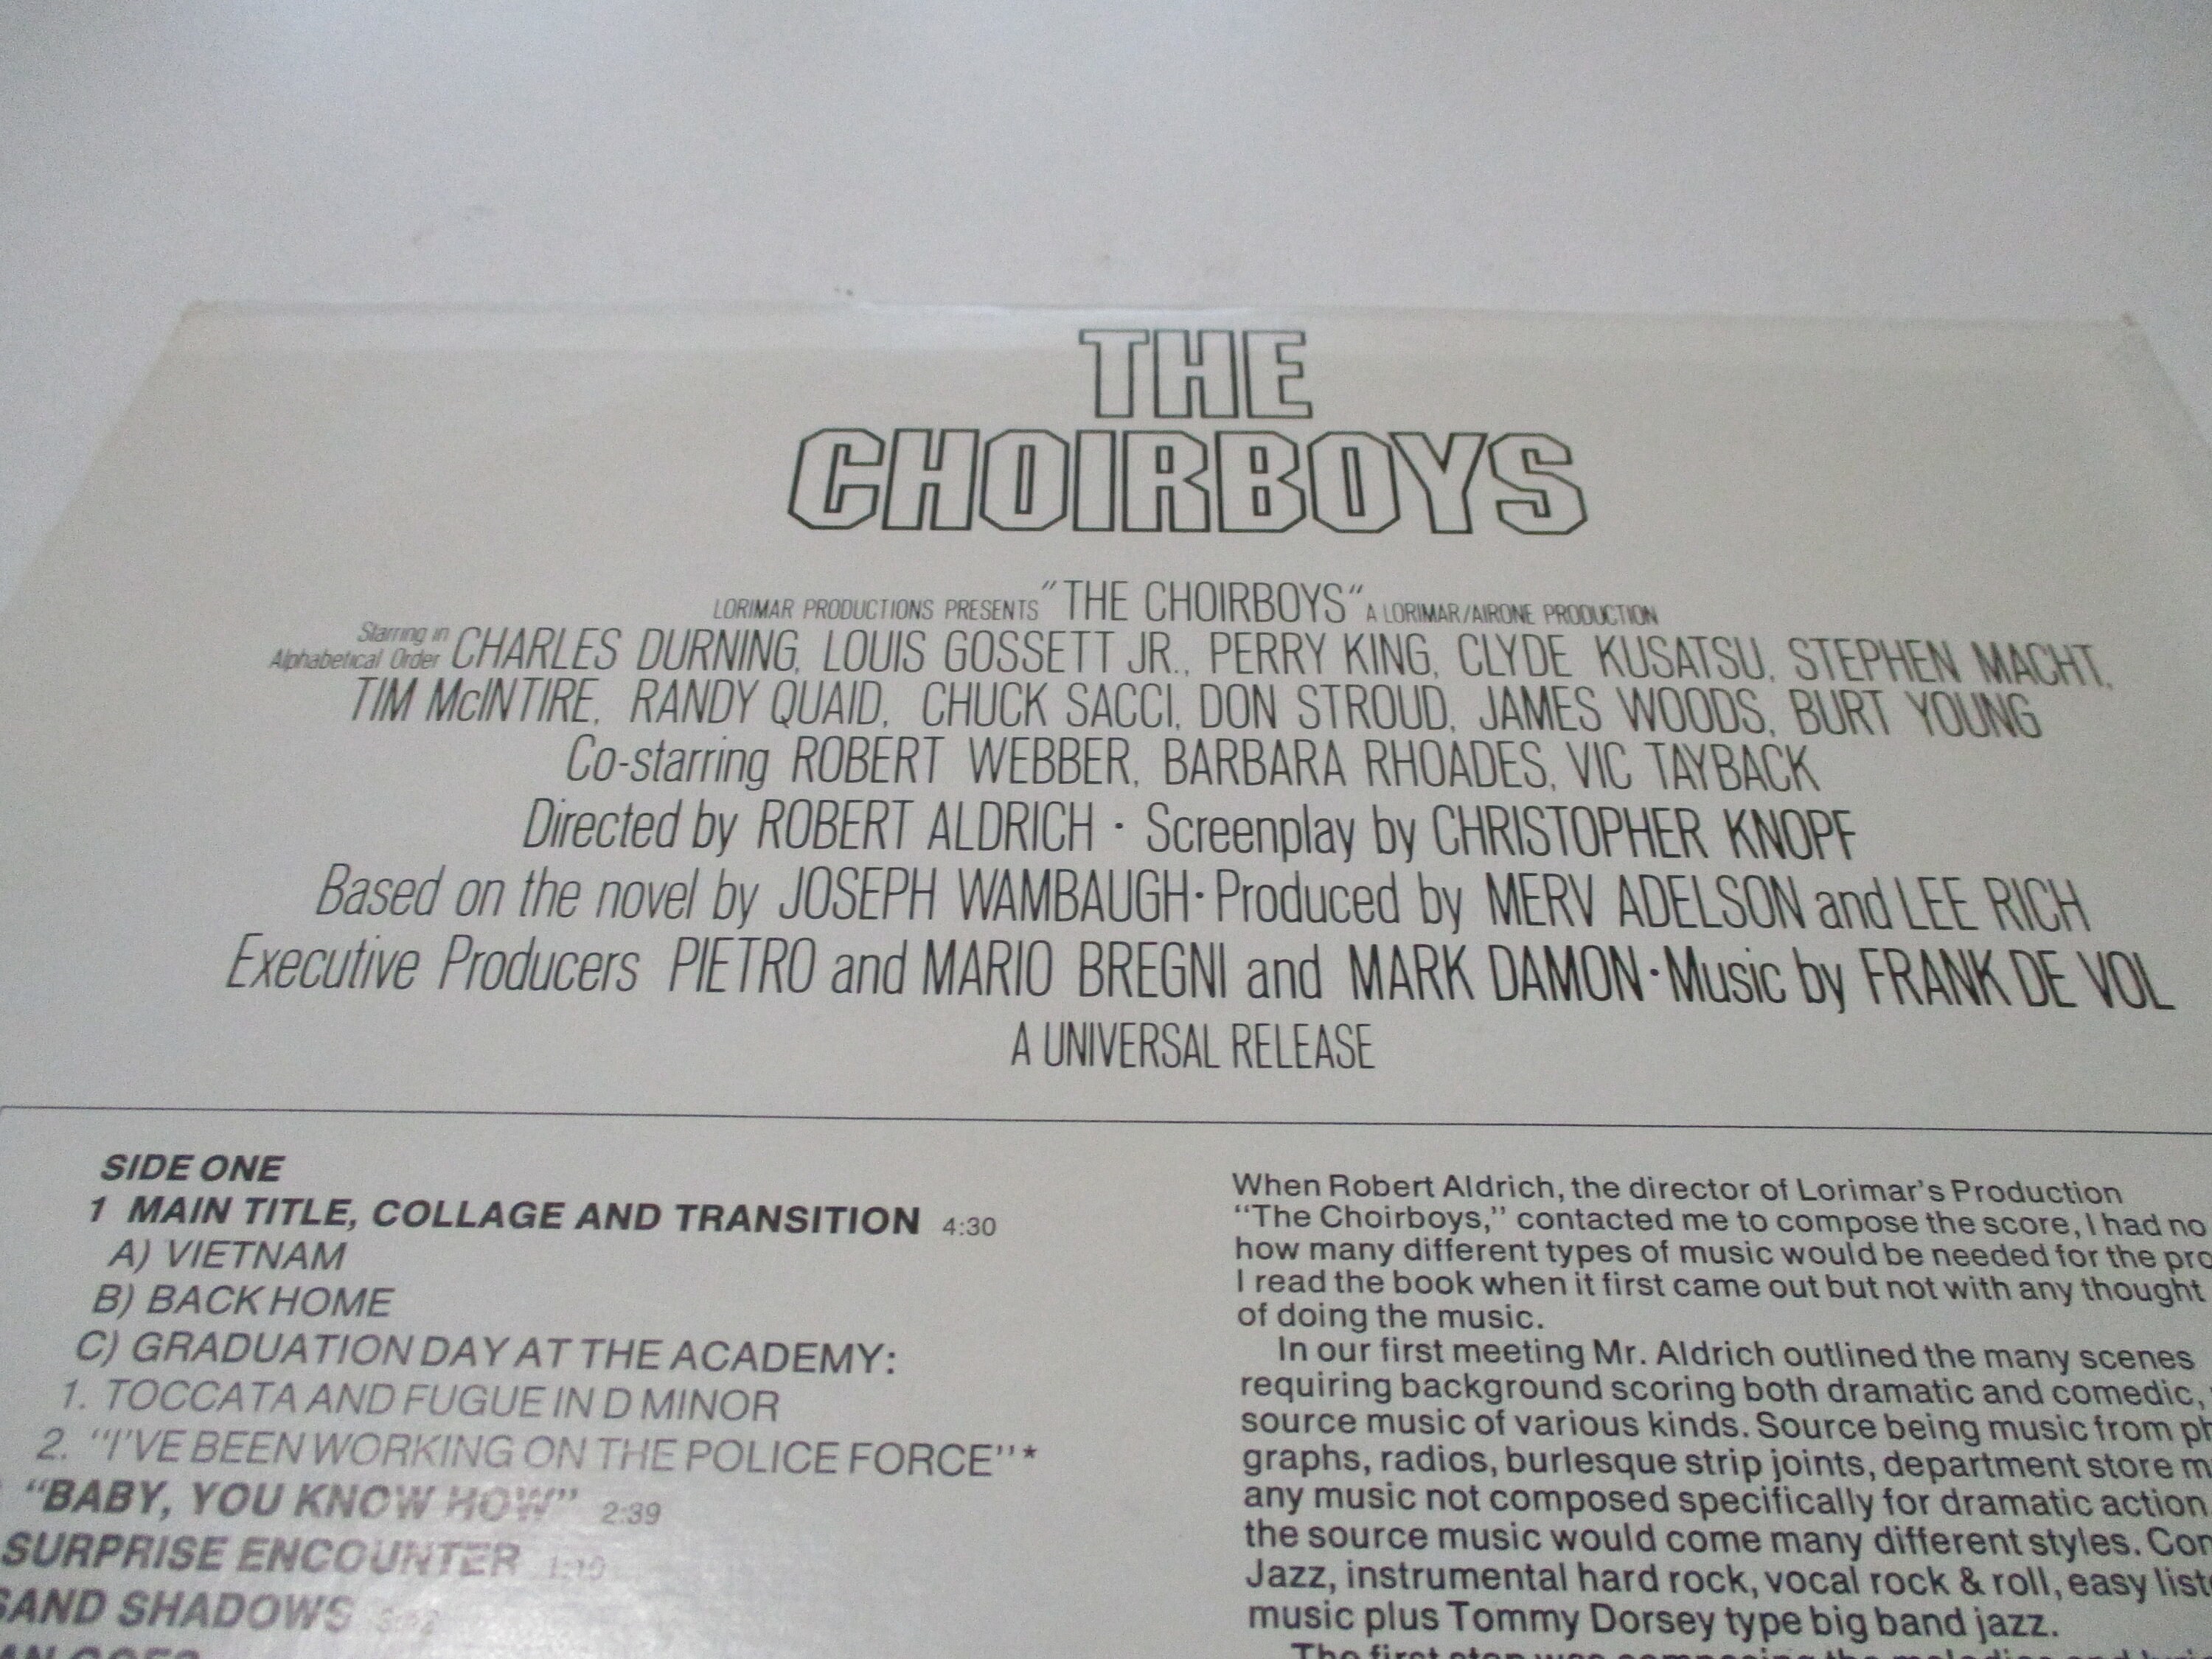 THE
CHOIRBOYS
LORIMAR PRODUCTIONS PRESENTS "THE CHOIRBOYS" A LORIMAR/AIRONE PRODUCTION
Starring in
Alphabetical Order CHARLES DURNING, LOUIS GOSSETT JR., PERRY KING, CLYDE KUSATSU, STEPHEN MACHT,
TIM McINTIRE, RANDY QUAID, CHUCK SACCI, DON STROUD, JAMES WOODS, BURT YOUNG
Co-starring ROBERT WEBBER, BARBARA RHOADES, VIC TAYBACK
Directed by ROBERT ALDRICH · Screenplay by CHRISTOPHER KNOPF
Based on the novel by JOSEPH WAMBAUGH · Produced by MERV ADELSON and LEE RICH
Executive Producers PIETRO and MARIO BREGNI and MARK DAMON · Music by FRANK DE VOL
A UNIVERSAL RELEASE
SIDE ONE
1 MAIN TITLE, COLLAGE AND TRANSITION 4:30
A) VIETNAM
B) BACK HOME
C) GRADUATION DAY AT THE ACADEMY:
1. TOCCATA AND FUGUE IN D MINOR
2. "I'VE BEEN WORKING ON THE POLICE FORCE"*
"BABY, YOU KNOW HOW" 2:39
SURPRISE ENCOUNTER
SAND SHADOWS
When Robert Aldrich, the director of Lorimar's Production
"The Choirboys," contacted me to compose the score, I had no
how many different types of music would be needed for the
I read the book when it first came out but not with any thought
of doing the music.
In our first meeting Mr. Aldrich outlined the many scenes
requiring background scoring both dramatic and comedic,
source music of various kinds. Source being music from
graphs, radios, burlesque strip joints, department store
any music not composed specifically for dramatic action.
the source music would come many different styles.
Jazz, instrumental hard rock, vocal rock & roll, easy
music plus Tommy Dorsey type big band jazz.